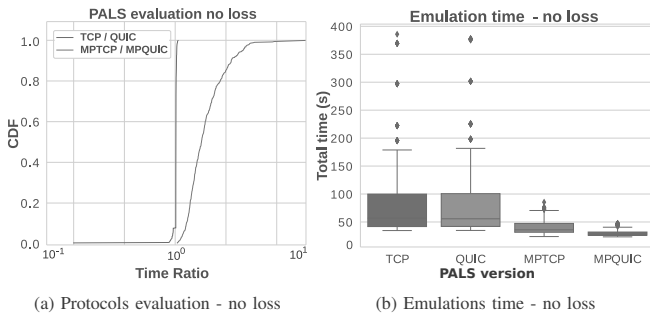 PALS evaluation no loss
1.0
0.8
0.6
0.4
0.2
0.0
CDF
TCP / QUIC
MPTCP / MPQUIC
10^-1
10^0
10^1
Time Ratio
(a) Protocols evaluation - no loss
Emulation time - no loss
400
350
300
250
200
150
100
50
0
Total time (s)
TCP
QUIC
MPTCP
MPQUIC
PALS version
(b) Emulations time - no loss